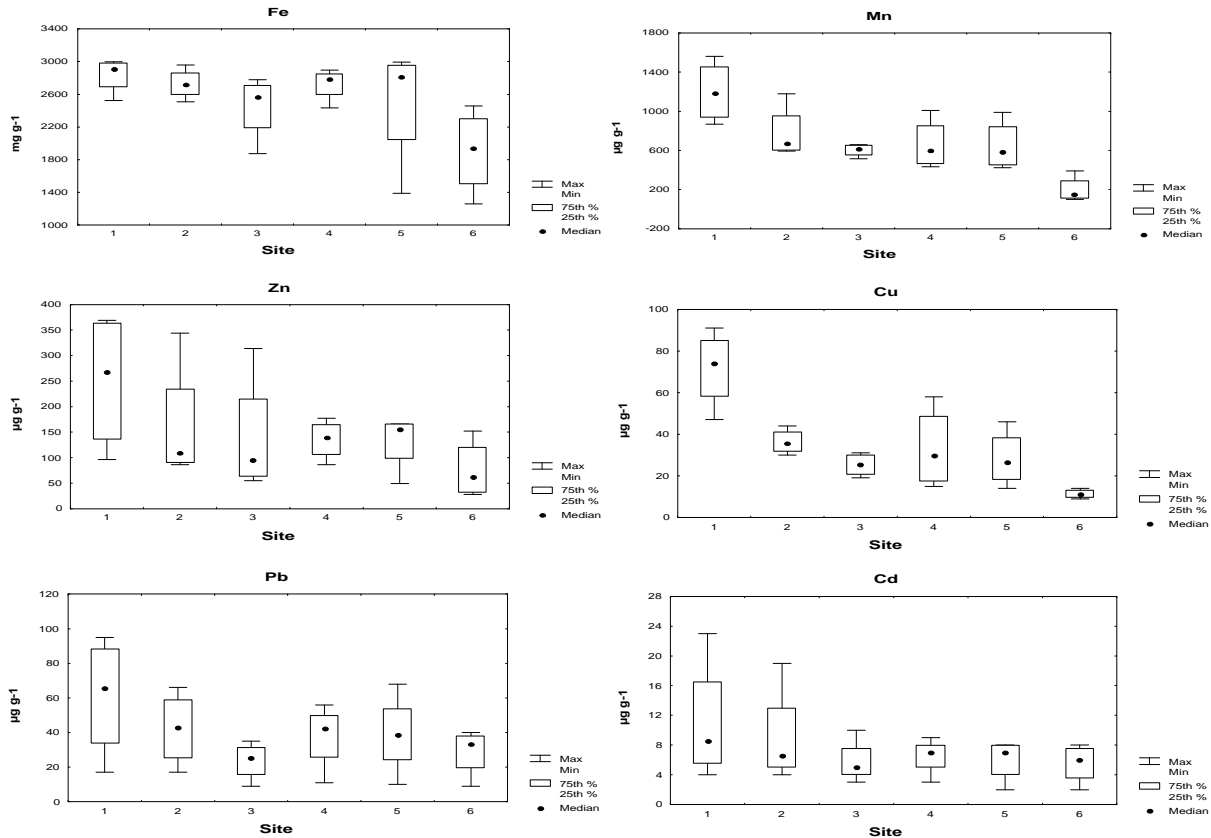 Fe
3400
3000
2600
2200
1800
1400
1000
mg g-1
1 2 3 4 5 6
Site
Max
Min
75th %
25th %
Median
Mn
1800
1400
1000
600
200
-200
µg g-1
1 2 3 4 5 6
Site
Max
Min
75th %
25th %
Median
Zn
400
350
300
250
200
150
100
50
0
µg g-1
1 2 3 4 5 6
Site
Max
Min
75th %
25th %
Median
Cu
100
80
60
40
20
0
µg g-1
1 2 3 4 5 6
Site
Max
Min
75th %
25th %
Median
Pb
120
100
80
60
40
20
0
µg g-1
1 2 3 4 5 6
Site
Max
Min
75th %
25th %
Median
Cd
28
24
20
16
12
8
4
0
µg g-1
1 2 3 4 5 6
Site
Max
Min
75th %
25th %
Median